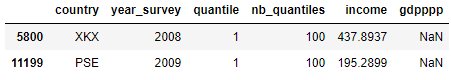 country year_survey quantile nb_quantiles income gdpppp
5800 XKX 2008 1 100 437.8937 NaN
11199 PSE 2009 1 100 195.2899 NaN